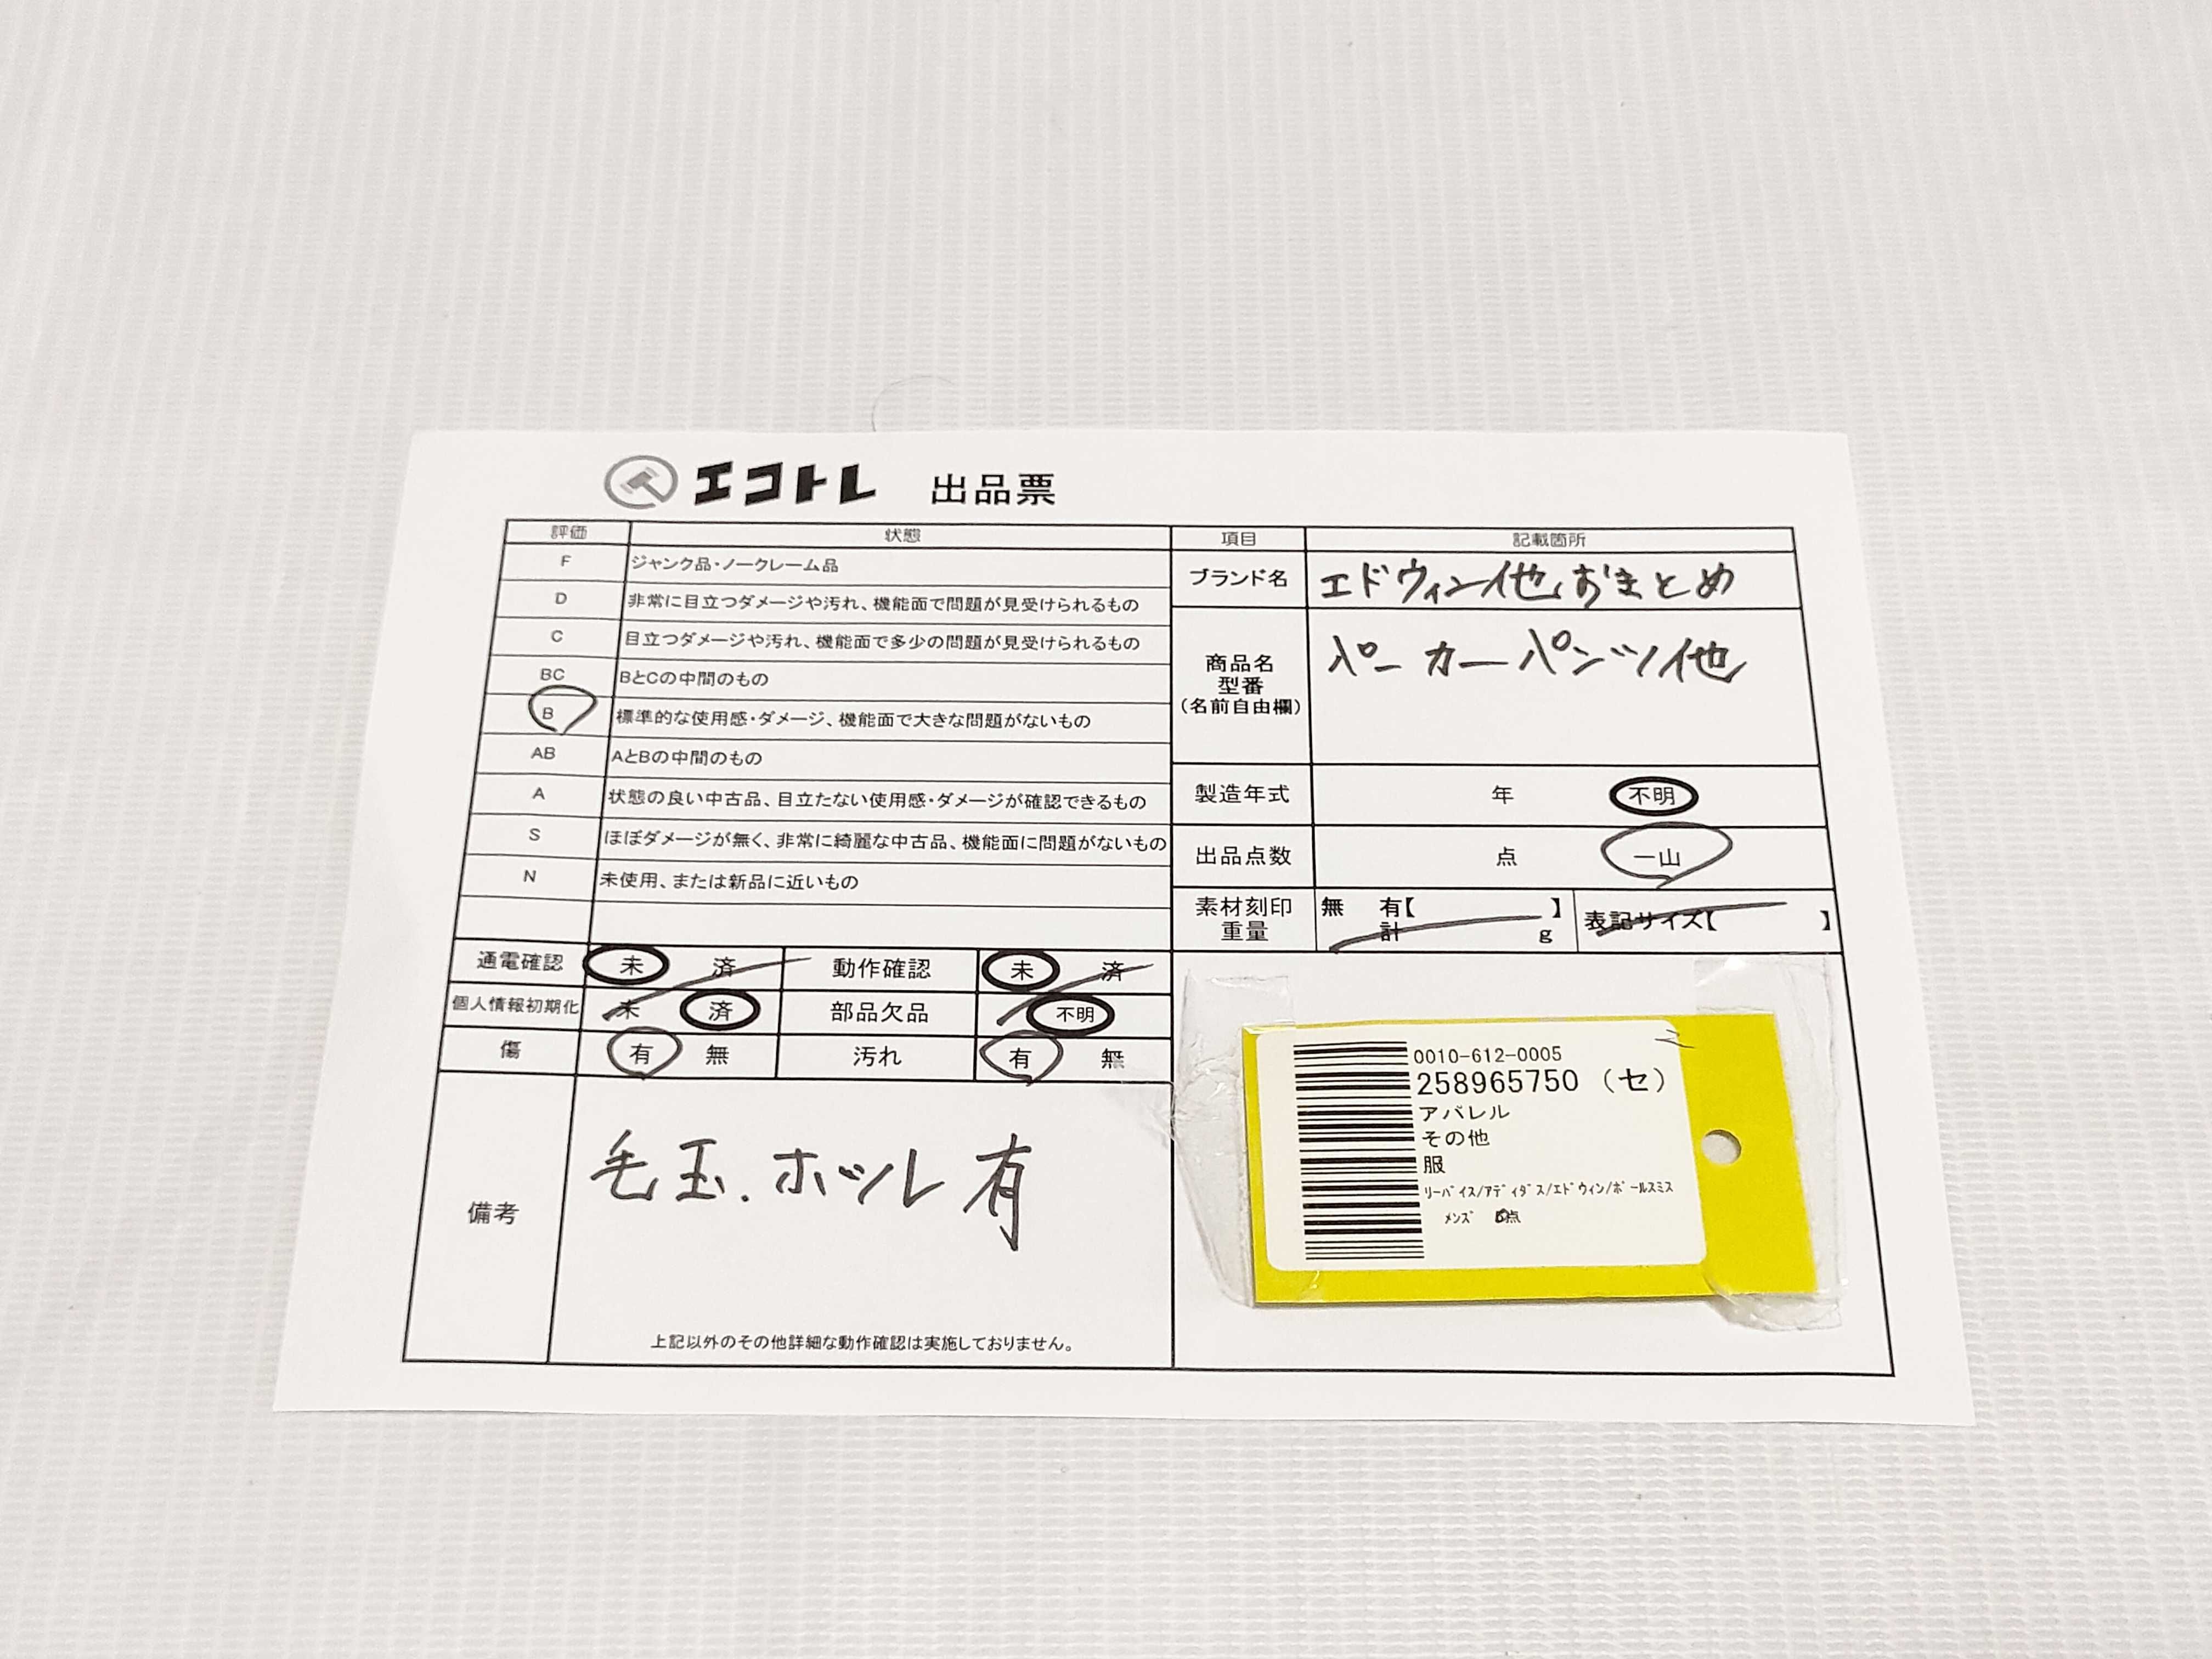 エコトレ 出品票
評価 状態
F ジャンク品・ノークレーム品
D 非常に目立つダメージや汚れ、機能面で問題が見受けられるもの
C 目立つダメージや汚れ、機能面で多少の問題が見受けられるもの
BC BとCの中間のもの
B 標準的な使用感・ダメージ、機能面で大きな問題がないもの
AB AとBの中間のもの
A 状態の良い中古品、目立たない使用感・ダメージが確認できるもの
S ほぼダメージが無く、非常に綺麗な中古品、機能面に問題がないもの
N 未使用、または新品に近いもの
通電確認 未 済 動作確認 未 済
個人情報初期化 未 済 部品欠品 不明
傷 有 無 汚れ 有 無
備考 毛玉.ホツレ有
上記以外のその他詳細な動作確認は実施しておりません。
項目 記載箇所
ブランド名 エドウィン他おまとめ
商品名
型番
(名前自由欄)
パーカーパンツ他
製造年式 年 不明
出品点数 点 一山
素材刻印 無 有【 】 表記サイズ【 】
重量 計 g
0010-612-0005
258965750 (セ)
アパレル
その他
服
リーバイス/アディダス/エドウィン/ポールスミス
メンズ 点